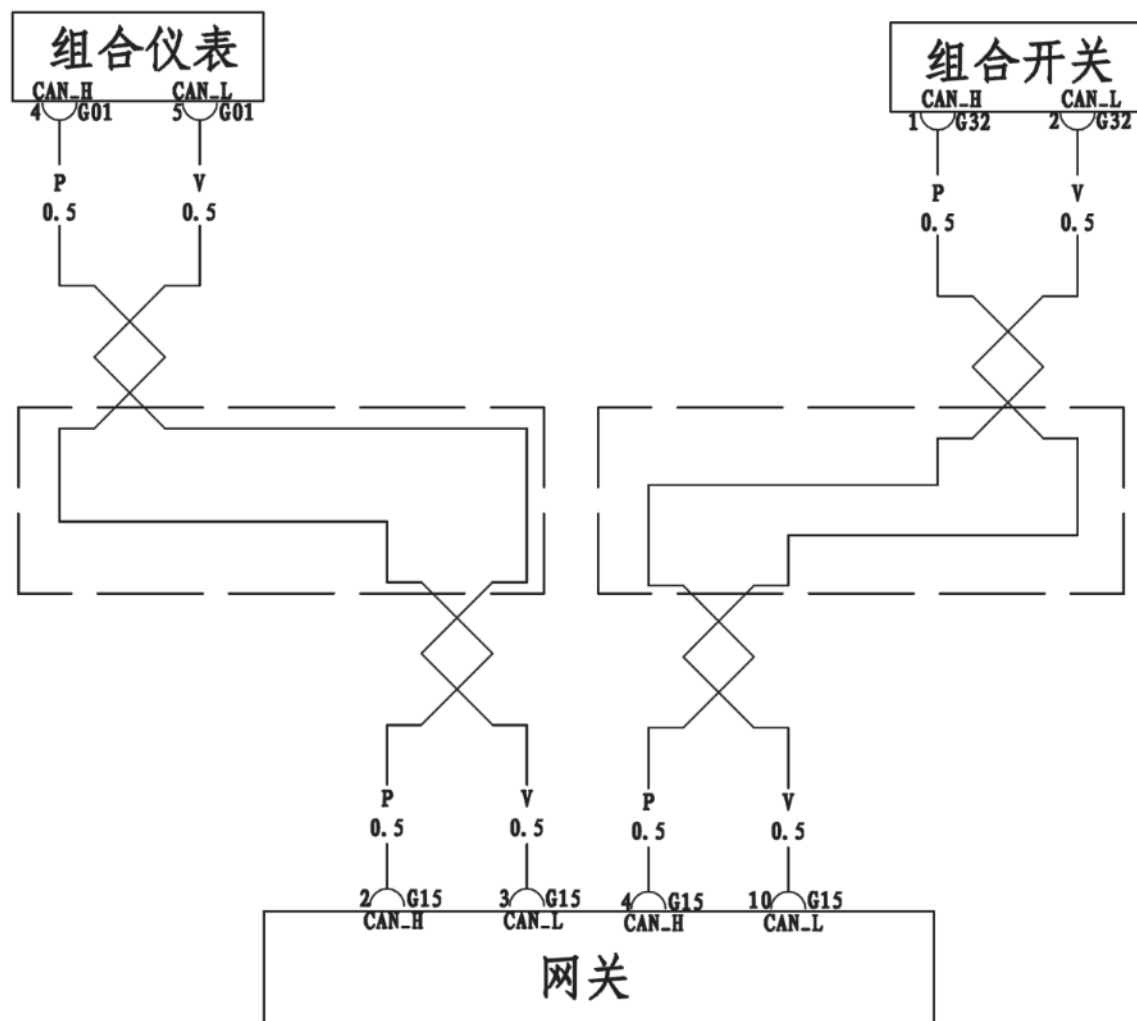 组合仪表
CAN_H CAN_L
4 G01 5 G01
P V
0.5 0.5
组合开关
CAN_H CAN_L
1 G32 2 G32
P V
0.5 0.5
P V P V
0.5 0.5 0.5 0.5
2 G15 3 G15 4 G15 10 G15
CAN_H CAN_L CAN_H CAN_L
网关